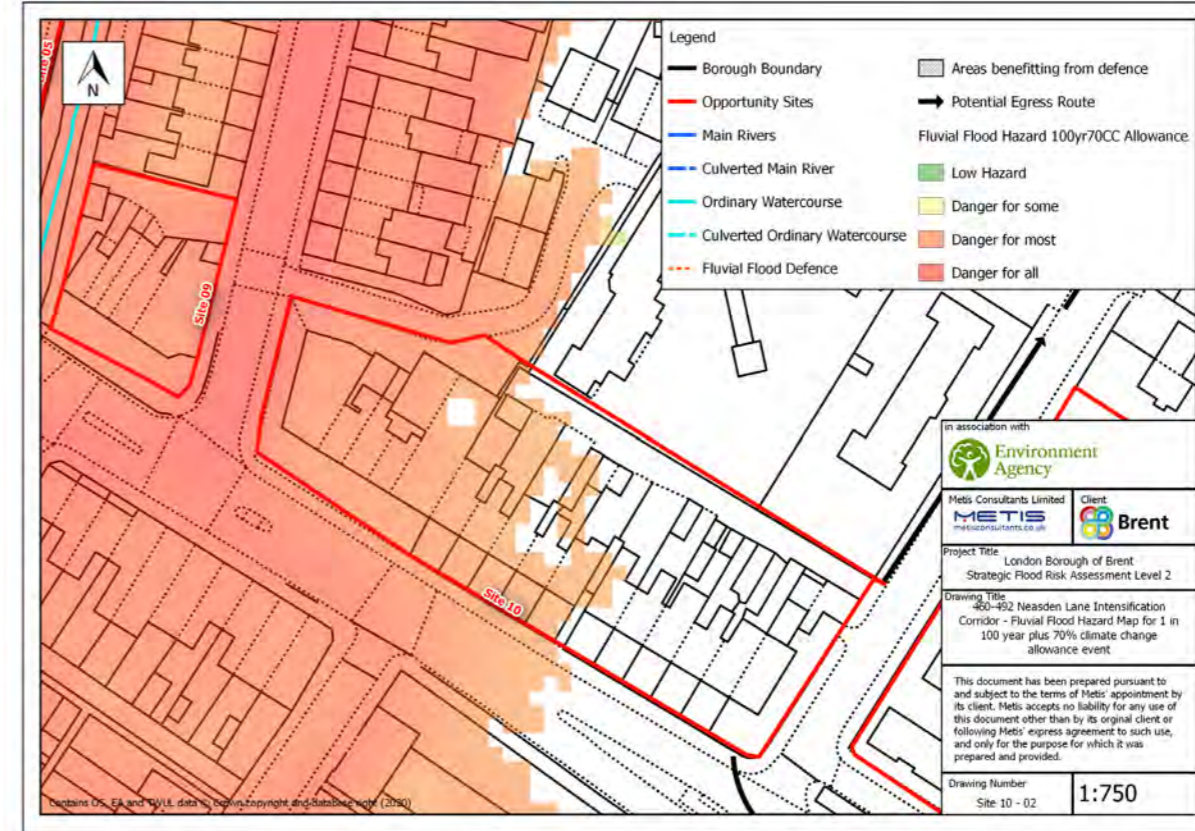 Site 05
N
Site 09
Site 10
Legend
Borough Boundary
Opportunity Sites
Main Rivers
Culverted Main River
Ordinary Watercourse
Culverted Ordinary Watercourse
Fluvial Flood Defence
Areas benefitting from defence
Potential Egress Route
Fluvial Flood Hazard 100yr70CC Allowance
Low Hazard
Danger for some
Danger for most
Danger for all
in association with
Environment
Agency
Metis Consultants Limited
METIS
metisconsultants.co.uk
Client
Brent
Project Title
London Borough of Brent
Strategic Flood Risk Assessment Level 2
Drawing Title
460-492 Neasden Lane Intensification
Corridor - Fluvial Flood Hazard Map for 1 in
100 year plus 70% climate change
allowance event
This document has been prepared pursuant to
and subject to the terms of Metis' appointment by
its client. Metis accepts no liability for any use of
this document other than by its orginal client or
following Metis' express agreement to such use,
and only for the purpose for which it was
prepared and provided.
Drawing Number
Site 10 - 02
1:750
Contains OS, EA and TWUL data © Crown copyright and database right (2020)